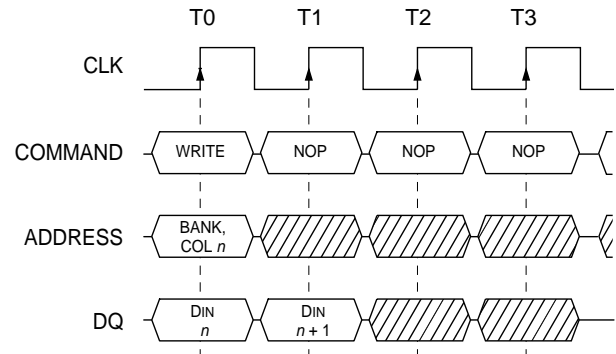 T0 T1 T2 T3
CLK
COMMAND WRITE NOP NOP NOP
ADDRESS BANK,
COL n
DQ DIN DIN
n n + 1